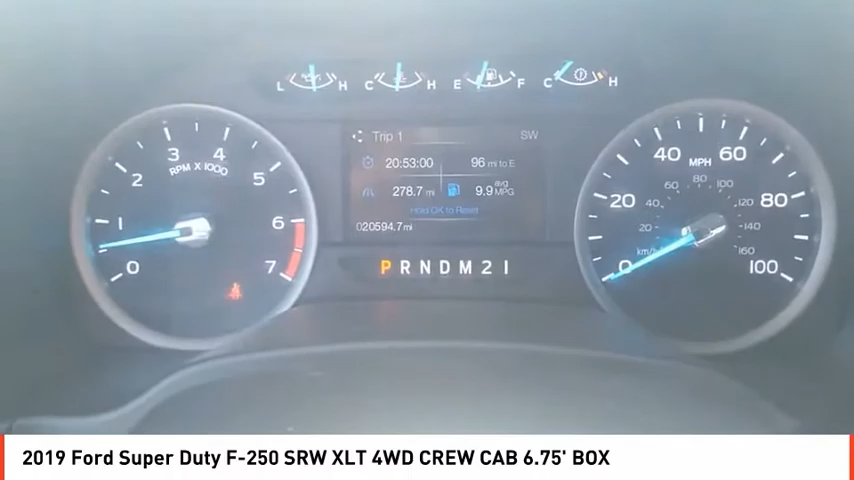 L H C H E F C H
Trip 1 SW
20:53:00 96 mi to E
278.7 mi 9.9 avg MPG
Hold OK to Reset
020594.7 mi
0 1 2 3 4 5 6 7
RPM X 1000
0 20 40 60 80 100
MPH
20 40 60 80 100 120 140 160
km/h
P R N D M 2 1
2019 Ford Super Duty F-250 SRW XLT 4WD CREW CAB 6.75' BOX